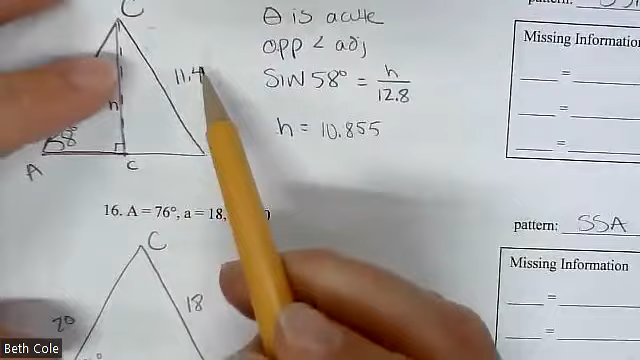 C
θ is acute
opp < adj
11.4
SIN 58° = h
12.8
h
58°
h = 10.855
A
C
Missing Information
=
=
=
16. A = 76°, a = 18,
pattern: SSA
C
20
18
Missing Information
=
=
Beth Cole